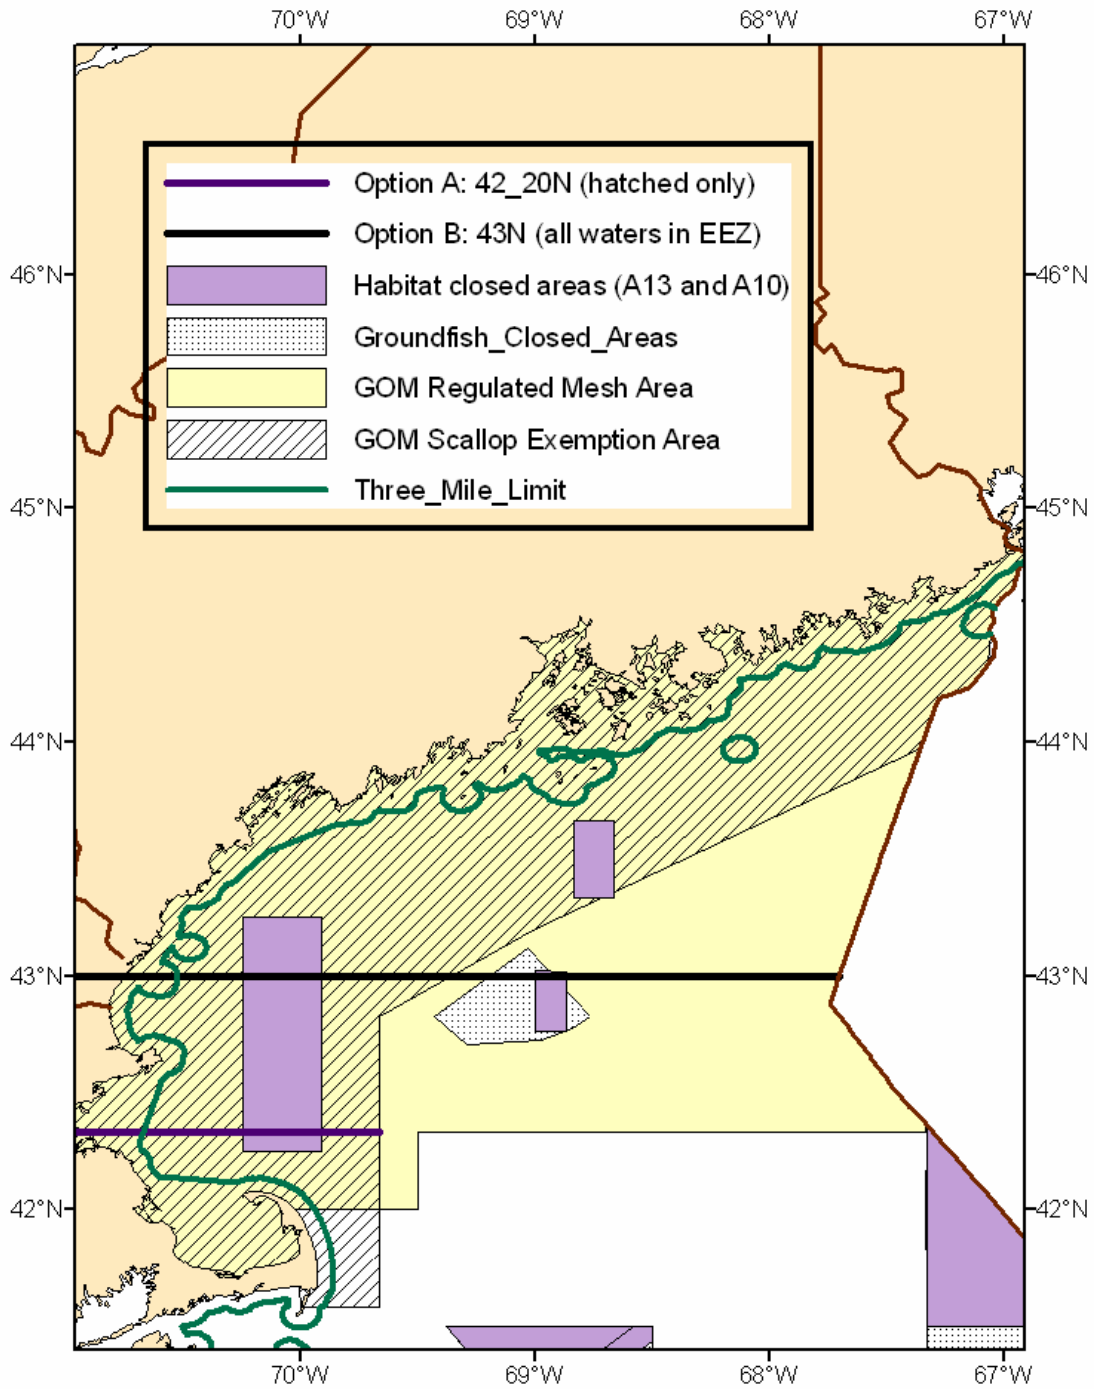 70°W 69°W 68°W 67°W
Option A: 42_20N (hatched only)
Option B: 43N (all waters in EEZ)
46°N 46°N
Habitat closed areas (A13 and A10)
Groundfish_Closed_Areas
GOM Regulated Mesh Area
GOM Scallop Exemption Area
Three_Mile_Limit
45°N 45°N
44°N 44°N
43°N 43°N
42°N 42°N
70°W 69°W 68°W 67°W